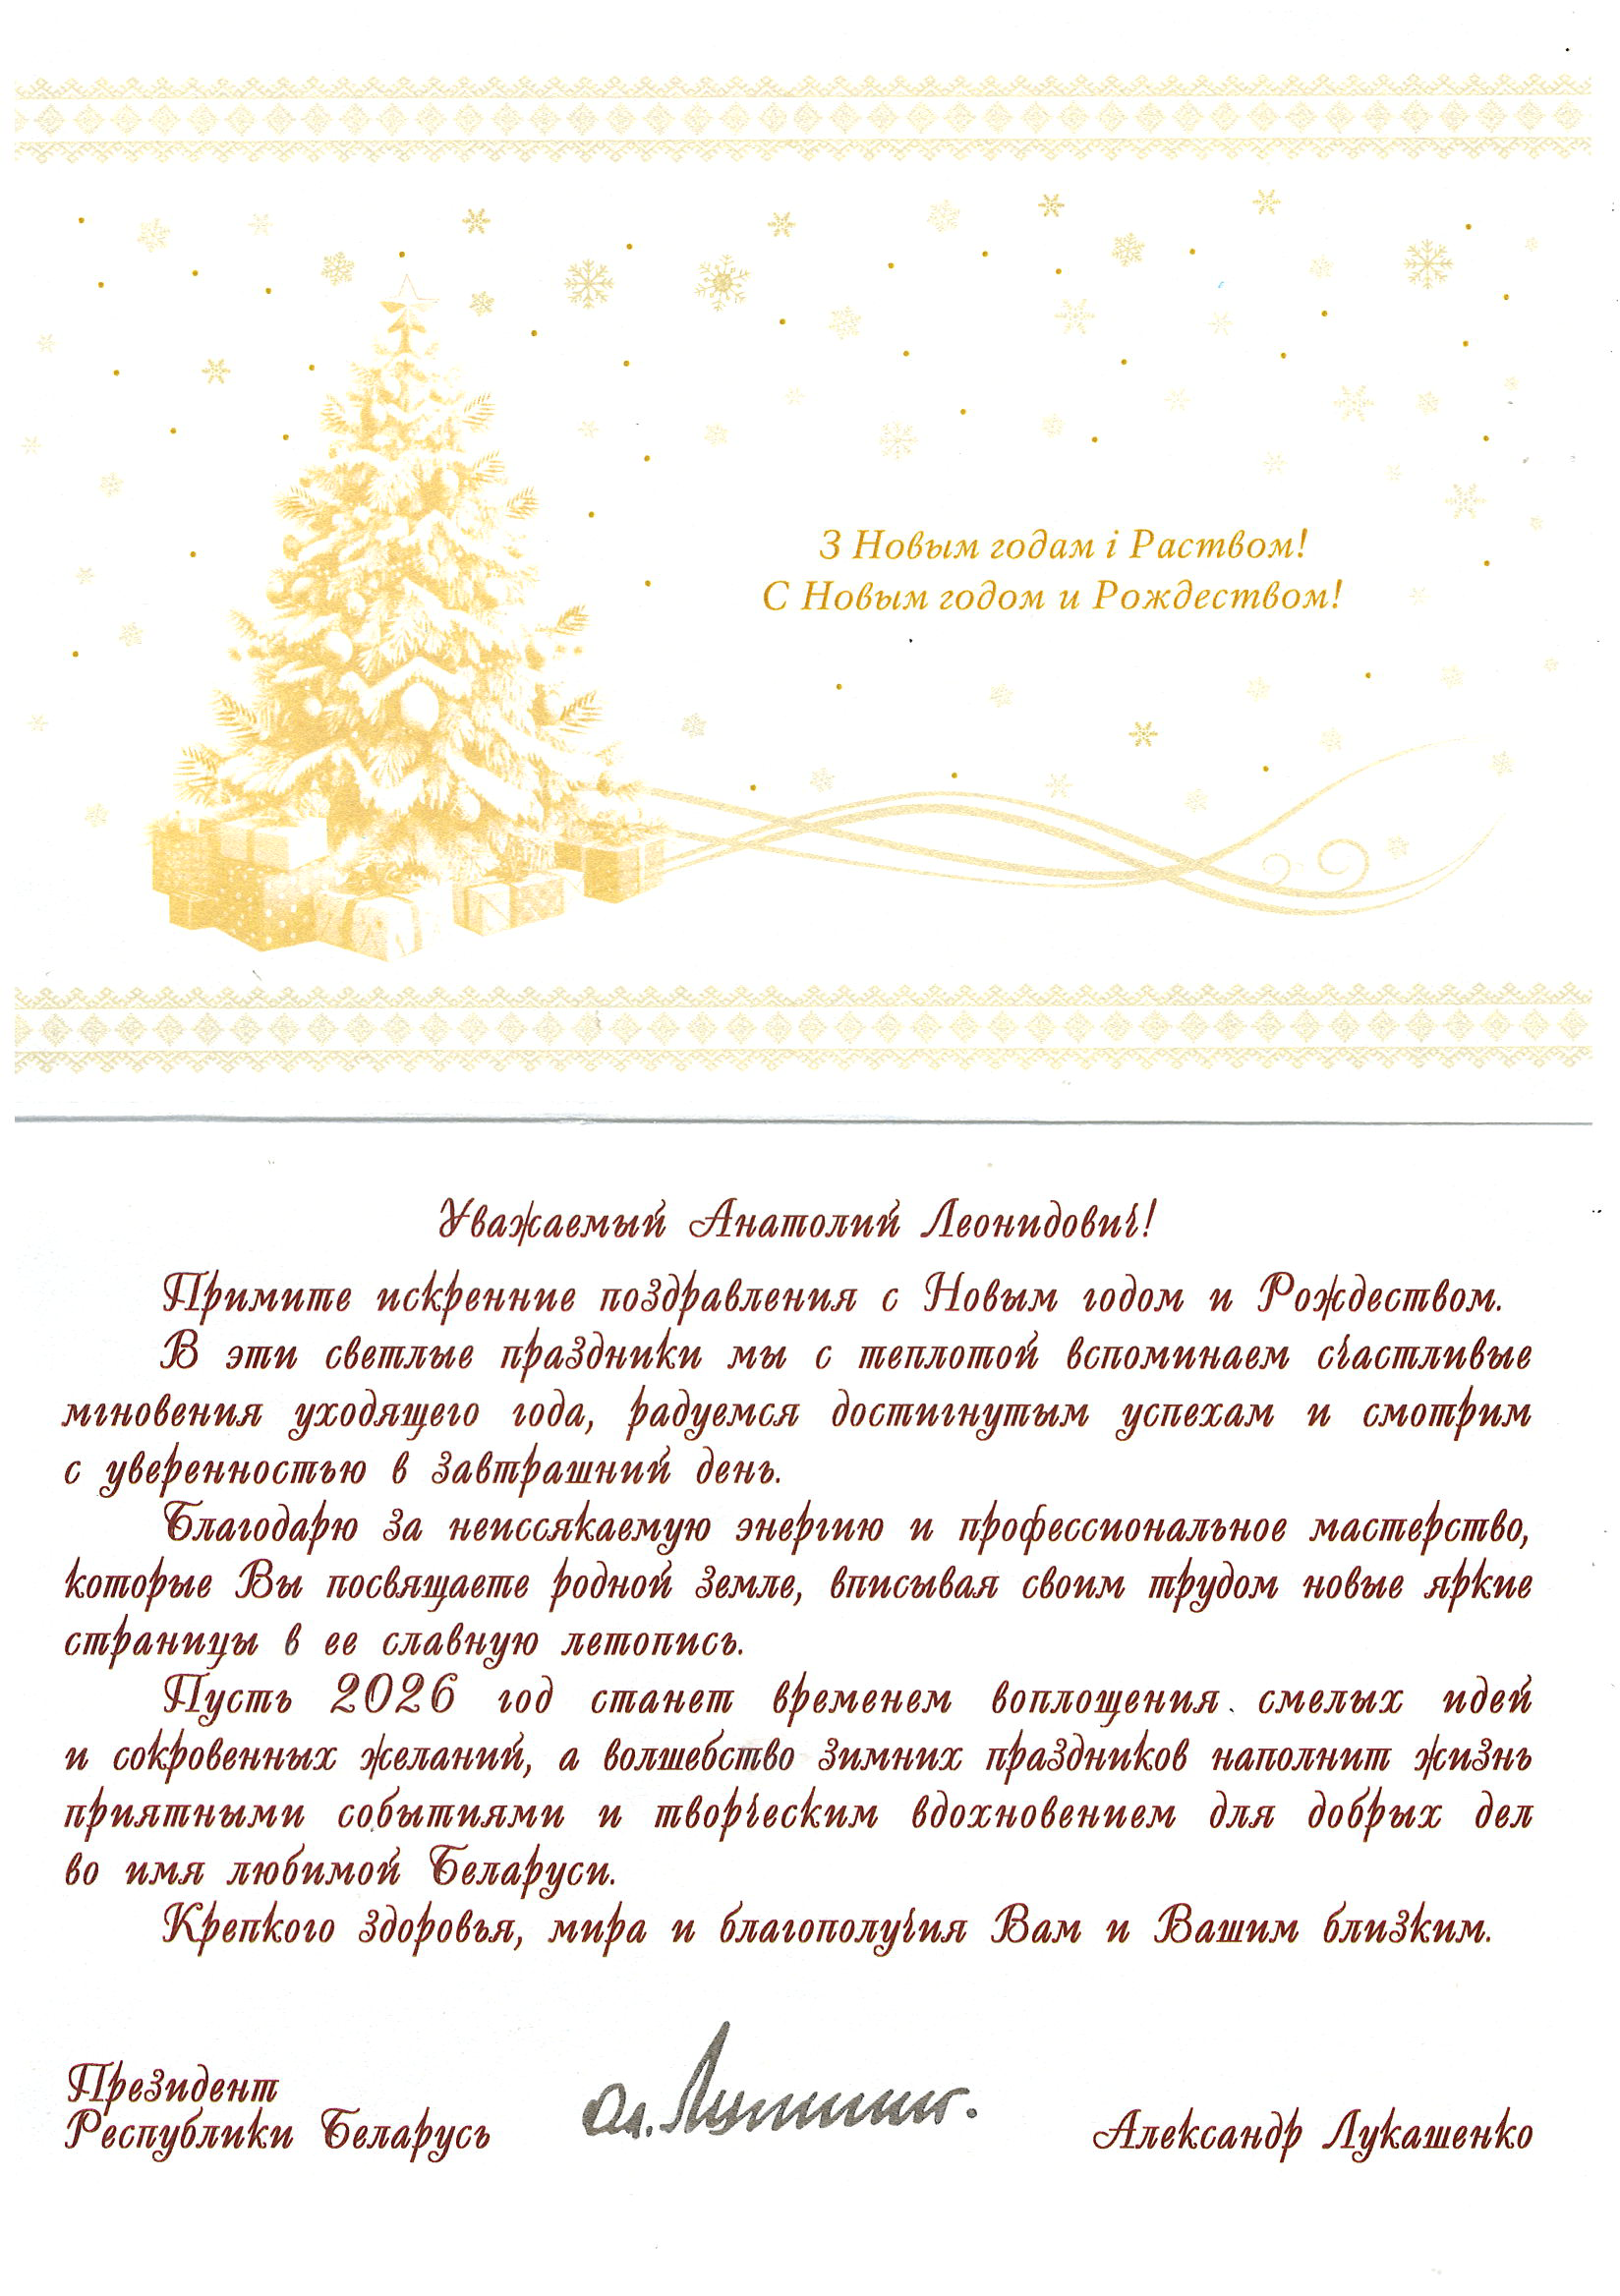 З Новым годам і Раством!
С Новым годом и Рождеством!
Уважаемый Анатолий Леонидович!
Примите искренние поздравления с Новым годом и Рождеством.
В эти светлые праздники мы с теплотой вспоминаем счастливые
мгновения уходящего года, радуемся достигнутым успехам и смотрим
с уверенностью в завтрашний день.
Благодарю за неиссякаемую энергию и профессиональное мастерство,
которые Вы посвящаете родной земле, вписывая своим трудом новые яркие
страницы в ее славную летопись.
Пусть 2026 год станет временем воплощения смелых идей
и сокровенных желаний, а волшебство зимних праздников наполнит жизнь
приятными событиями и творческим вдохновением для добрых дел
во имя любимой Беларуси.
Крепкого здоровья, мира и благополучия Вам и Вашим близким.
Президент
Республики Беларусь
Александр Лукашенко